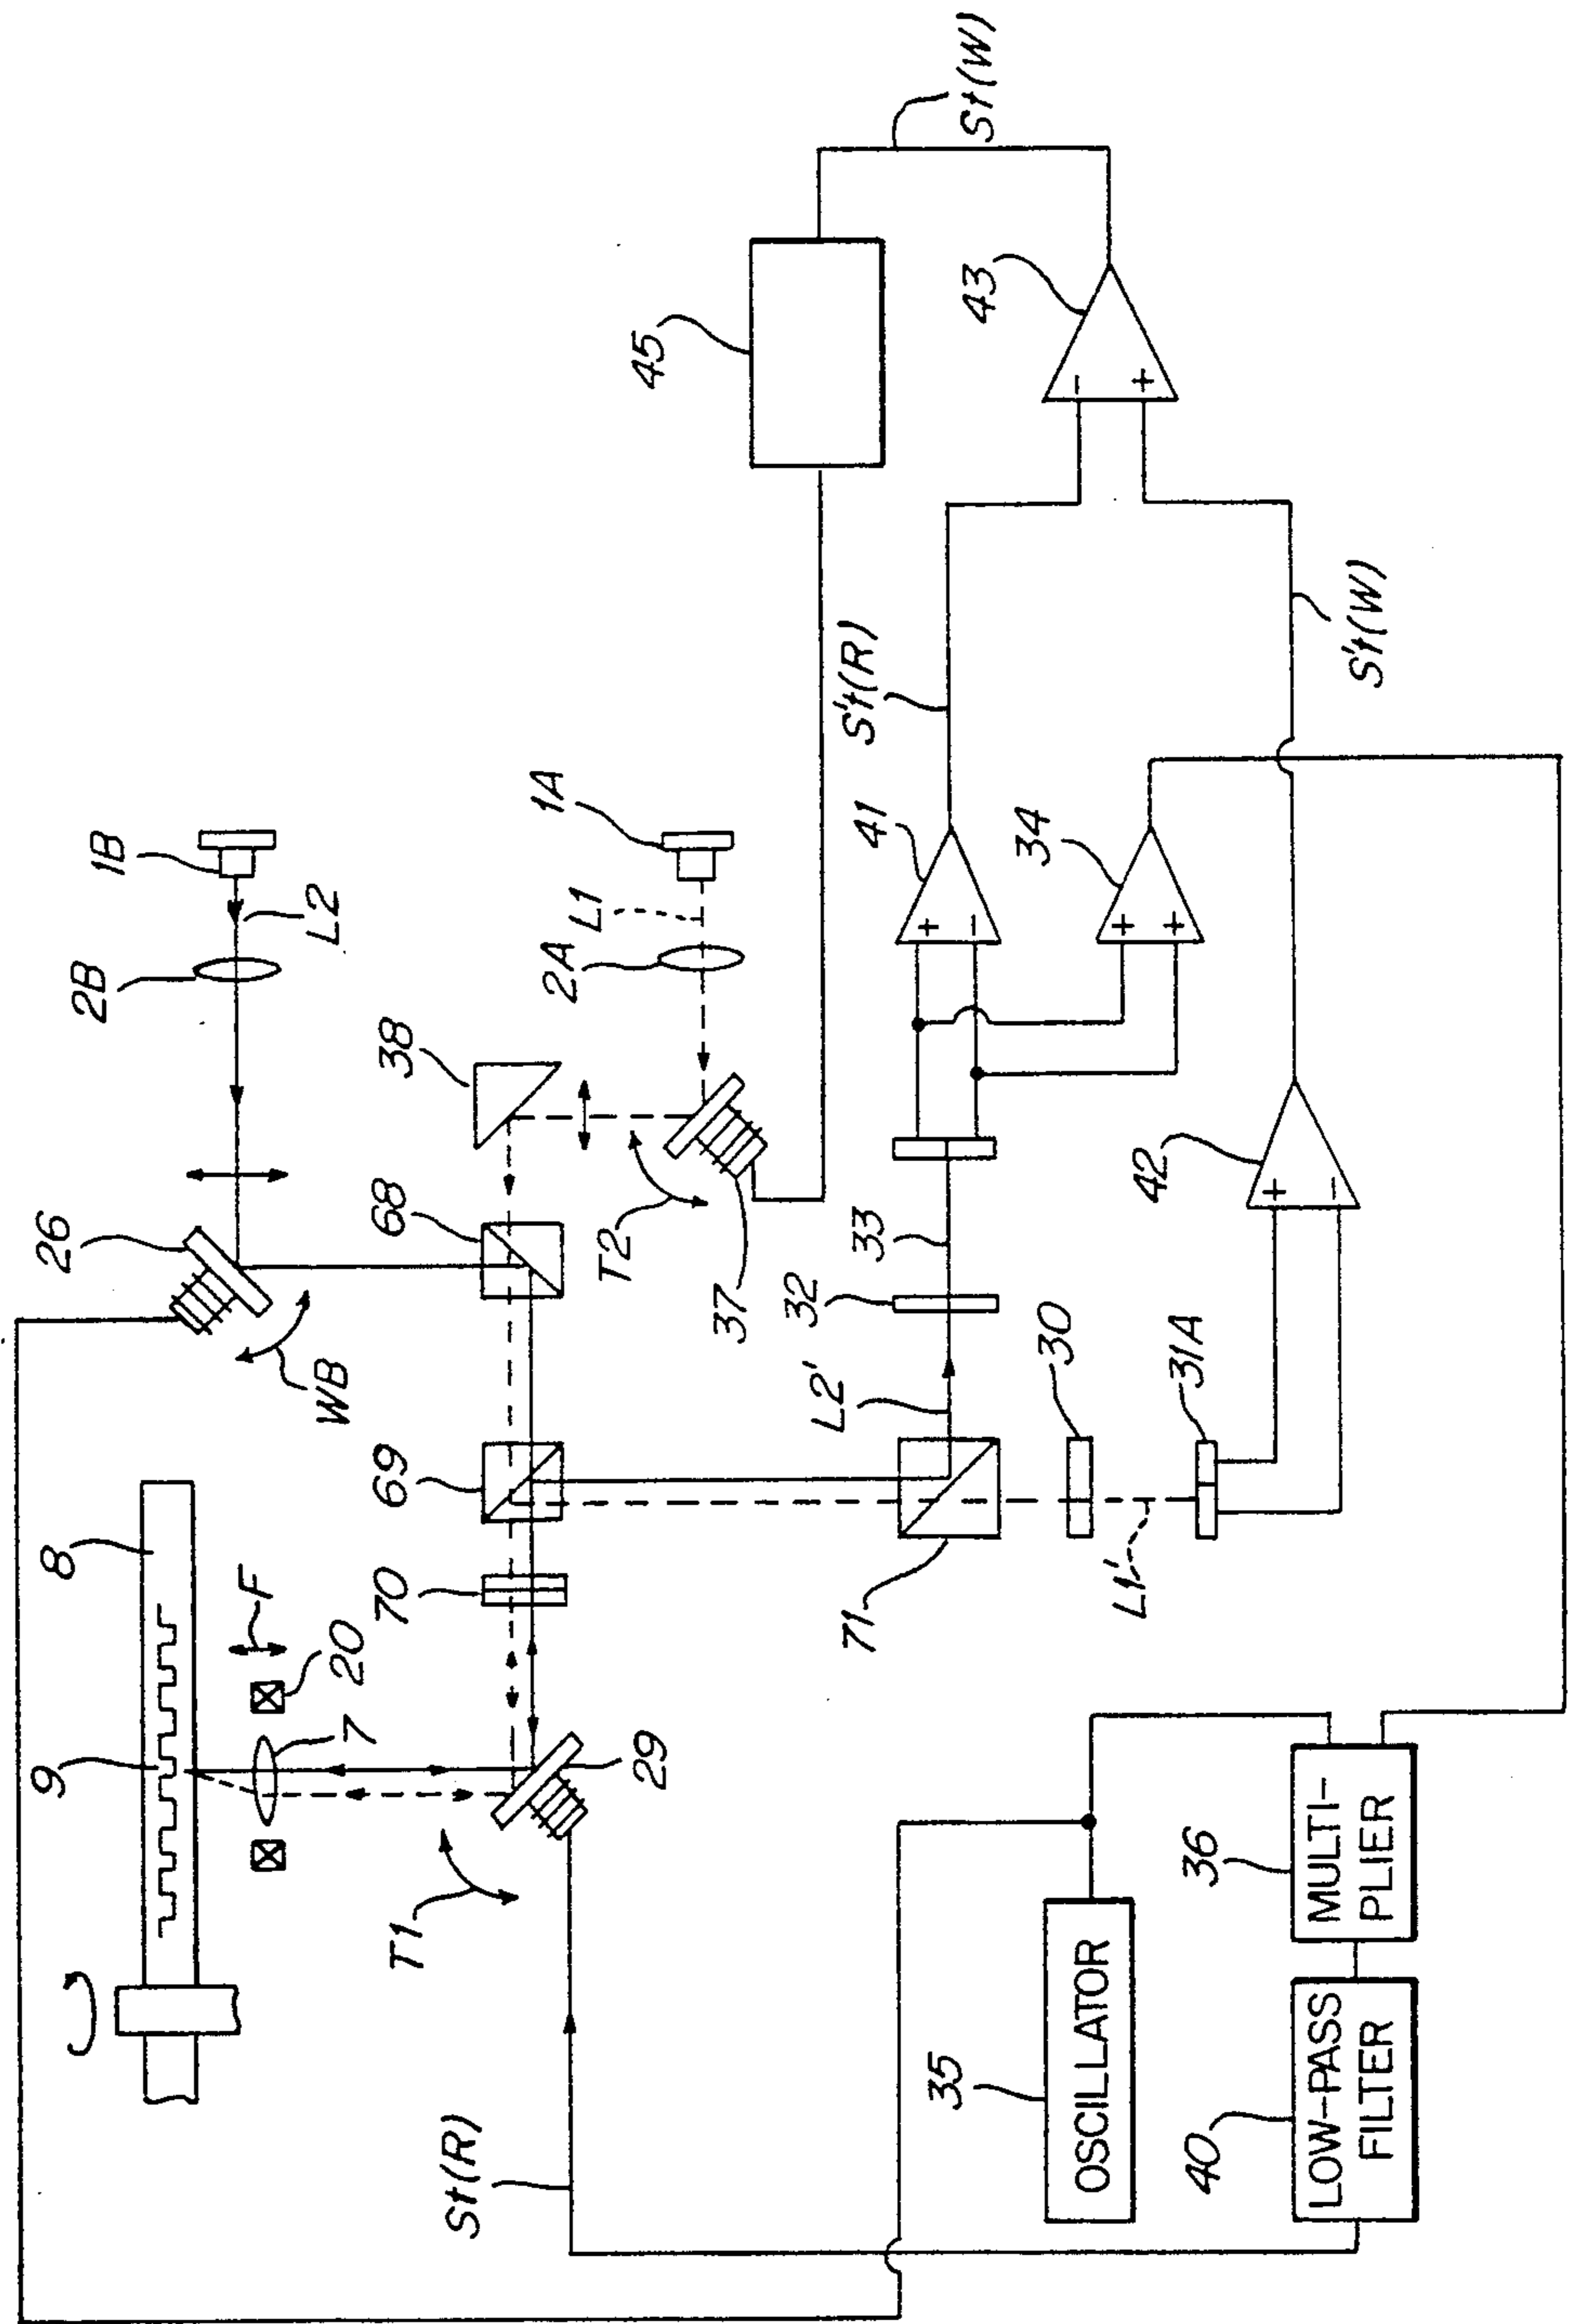 8
9
F
20
7
T1
29
70
69
WB
26
68
38
2B
L2
1B
T2
37
2A
L1
1A
45
St(R)
St(W)
71
L2'
32
33
41
+
-
34
+
+
S't(R)
43
-
+
30
L1'
31A
42
+
-
S't(W)
35
OSCILLATOR
36
MULTI-
PLIER
40
LOW-PASS
FILTER